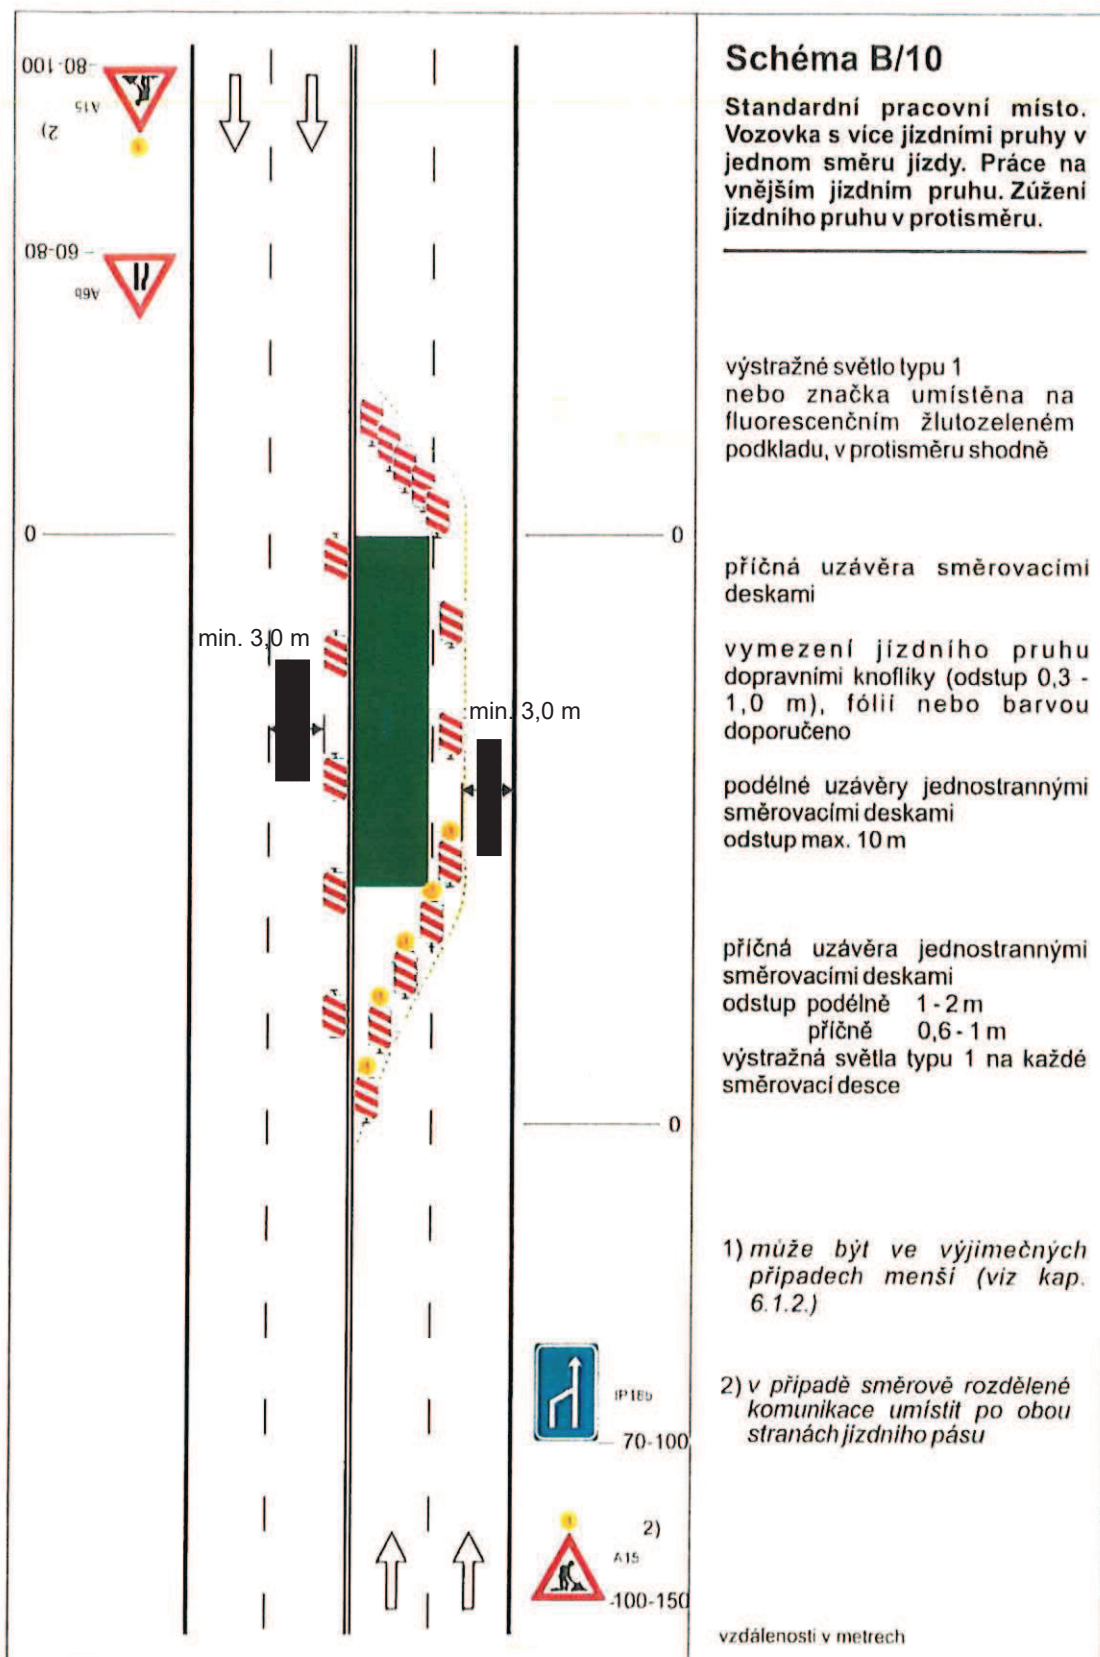 Schéma B/10
Standardní pracovní místo.
Vozovka s více jízdními pruhy v
jednom směru jízdy. Práce na
vnějším jízdním pruhu. Zúžení
jízdního pruhu v protisměru.
80-100
A15
2)
60-80
A6b
výstražné světlo typu 1
nebo značka umístěna na
fluorescenčním žlutozeleném
podkladu, v protisměru shodně
0
0
příčná uzávěra směrovacími
deskami
min. 3,0 m
vymezení jízdního pruhu
dopravními knoflíky (odstup 0,3 -
1,0 m), fólií nebo barvou
doporučeno
min. 3,0 m
podélné uzávěry jednostrannými
směrovacími deskami
odstup max. 10 m
příčná uzávěra jednostrannými
směrovacími deskami
odstup podélně 1 - 2 m
příčně 0,6 - 1 m
výstražná světla typu 1 na každé
směrovací desce
0
1) může být ve výjimečných
případech menší (viz kap.
6.1.2.)
IP18b
70-100
2) v případě směrově rozdělené
komunikace umístit po obou
stranách jízdního pásu
2)
A15
100-150
vzdálenosti v metrech